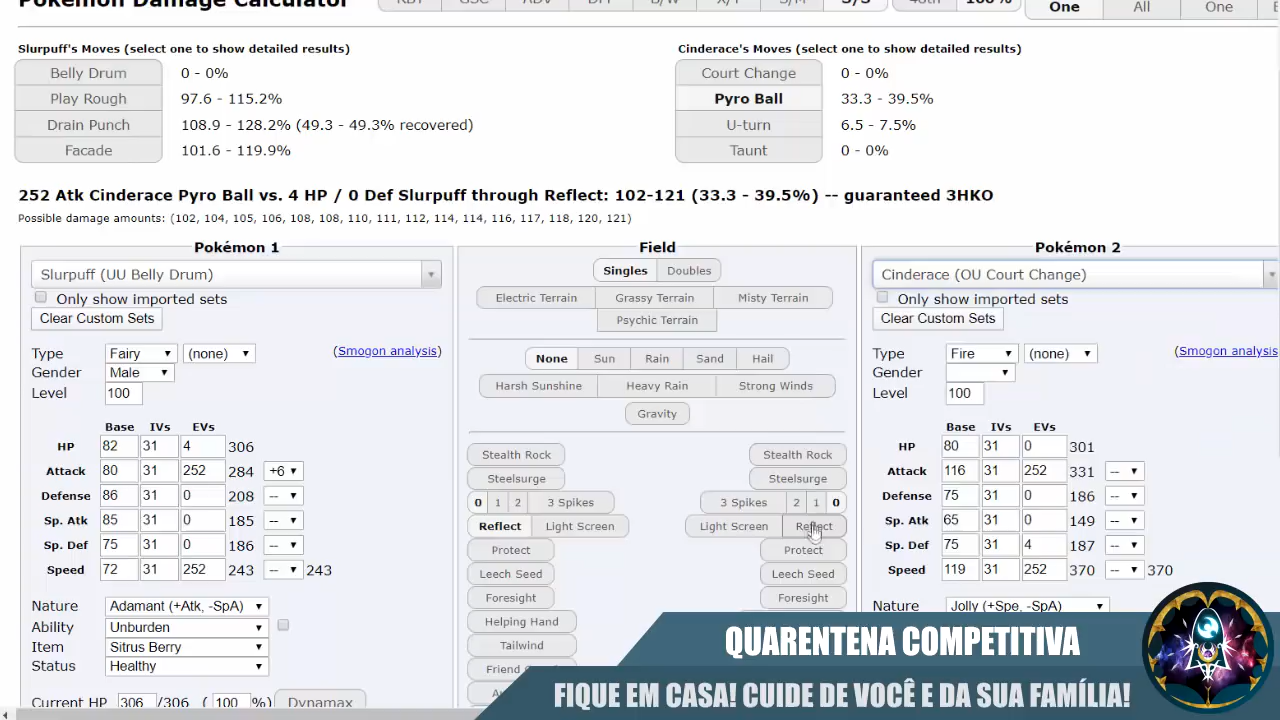 Pokémon Damage Calculator
RBY GSC ADV DPP B/W X/Y S/M S/S 48th 100% One All One
Slurpuff's Moves (select one to show detailed results)
Belly Drum 0 - 0%
Play Rough 97.6 - 115.2%
Drain Punch 108.9 - 128.2% (49.3 - 49.3% recovered)
Facade 101.6 - 119.9%
Cinderace's Moves (select one to show detailed results)
Court Change 0 - 0%
Pyro Ball 33.3 - 39.5%
U-turn 6.5 - 7.5%
Taunt 0 - 0%
252 Atk Cinderace Pyro Ball vs. 4 HP / 0 Def Slurpuff through Reflect: 102-121 (33.3 - 39.5%) -- guaranteed 3HKO
Possible damage amounts: (102, 104, 105, 106, 108, 108, 110, 111, 112, 114, 114, 116, 117, 118, 120, 121)
Pokémon 1
Slurpuff (UU Belly Drum)
Only show imported sets
Clear Custom Sets
Type Fairy (none) (Smogon analysis)
Gender Male
Level 100
Base IVs EVs
HP 82 31 4 306
Attack 80 31 252 284 +6
Defense 86 31 0 208 --
Sp. Atk 85 31 0 185 --
Sp. Def 75 31 0 186 --
Speed 72 31 252 243 -- 243
Nature Adamant (+Atk, -SpA)
Ability Unburden
Item Sitrus Berry
Status Healthy
Current HP 306 /306 ( 100 %) Dynamax
Field
Singles Doubles
Electric Terrain Grassy Terrain Misty Terrain
Psychic Terrain
None Sun Rain Sand Hail
Harsh Sunshine Heavy Rain Strong Winds
Gravity
Stealth Rock Stealth Rock
Steelsurge Steelsurge
0 1 2 3 Spikes 3 Spikes 2 1 0
Reflect Light Screen Light Screen Reflect
Protect Protect
Leech Seed Leech Seed
Foresight Foresight
Helping Hand
Tailwind
Friend
Pokémon 2
Cinderace (OU Court Change)
Only show imported sets
Clear Custom Sets
Type Fire (none) (Smogon analysis
Gender
Level 100
Base IVs EVs
HP 80 31 0 301
Attack 116 31 252 331 --
Defense 75 31 0 186 --
Sp. Atk 65 31 0 149 --
Sp. Def 75 31 4 187 --
Speed 119 31 252 370 -- 370
Nature Jolly (+Spe, -SpA)
QUARENTENA COMPETITIVA
FIQUE EM CASA! CUIDE DE VOCÊ E DA SUA FAMÍLIA!